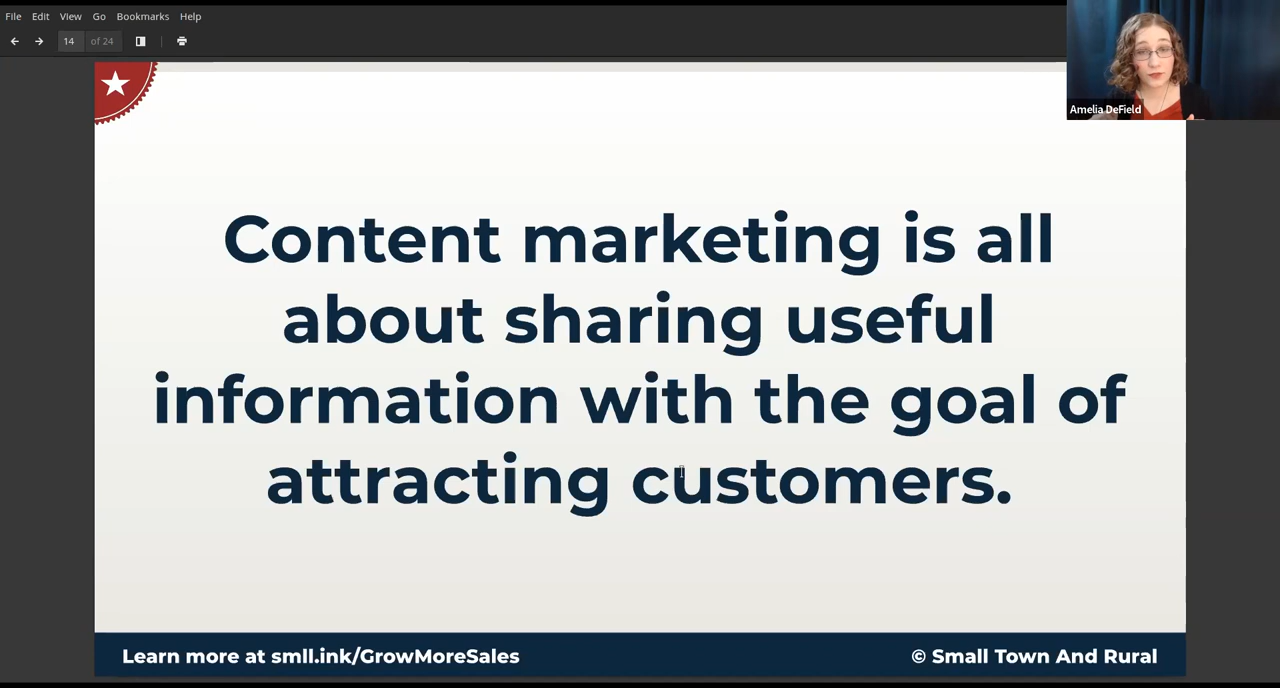 File Edit View Go Bookmarks Help
14 of 24
Amelia DeField
Content marketing is all
about sharing useful
information with the goal of
attracting customers.
Learn more at smll.ink/GrowMoreSales
© Small Town And Rural